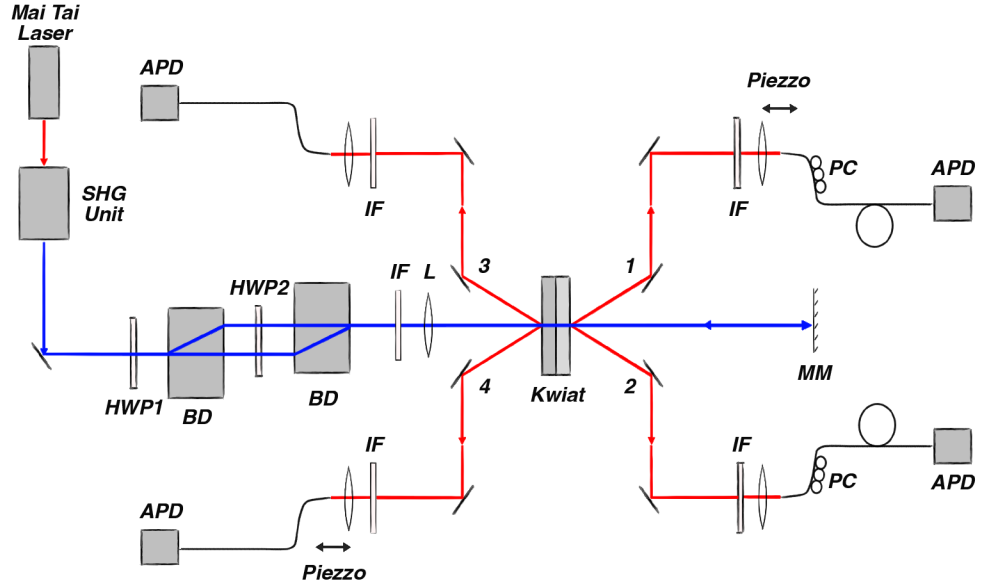 Mai Tai
Laser
APD
Piezzo
IF
IF
PC
APD
SHG
Unit
HWP2
IF
L
3
1
HWP1
BD
BD
4
Kwiat
2
MM
IF
IF
PC
APD
APD
Piezzo